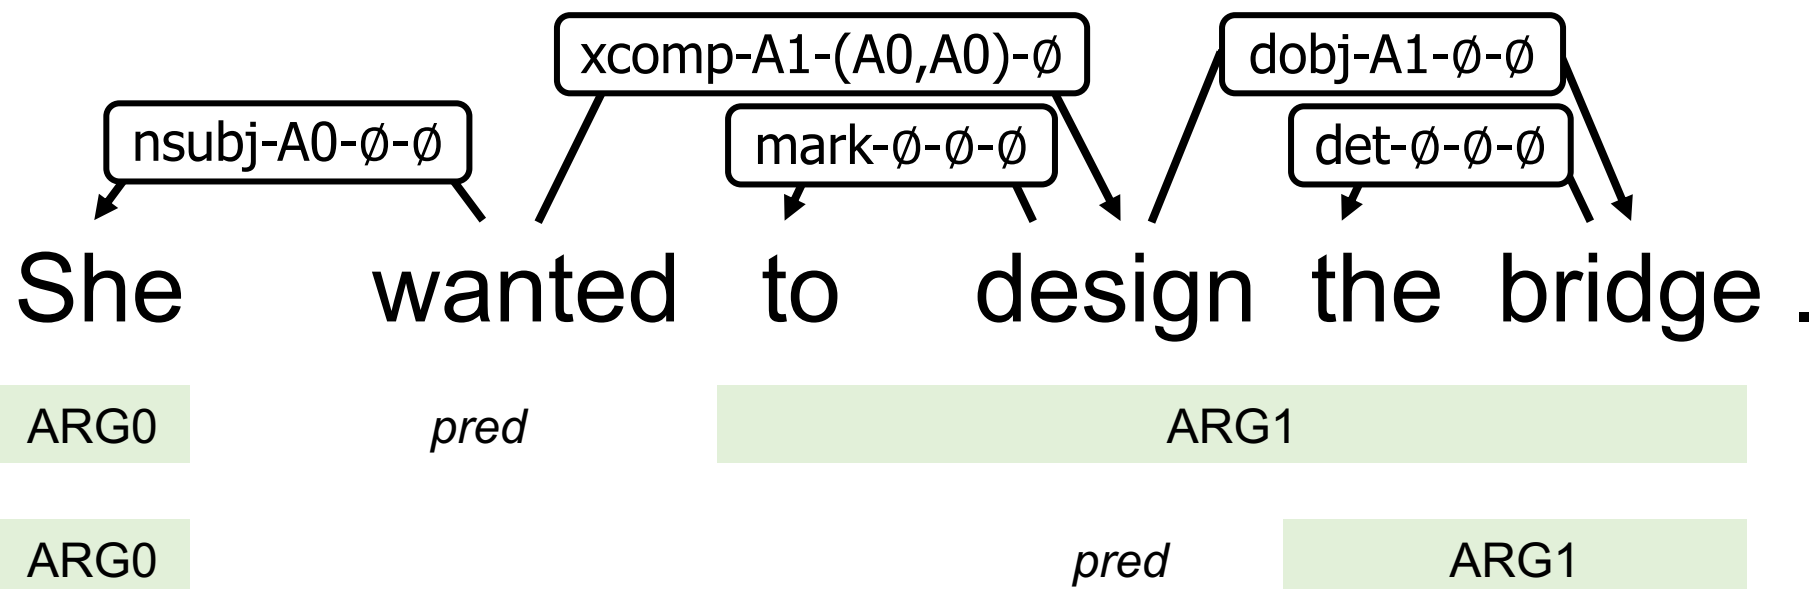 xcomp-A1-(A0,A0)-∅ dobj-A1-∅-∅
nsubj-A0-∅-∅ mark-∅-∅-∅ det-∅-∅-∅
She wanted to design the bridge .
ARG0 pred ARG1
ARG0 pred ARG1